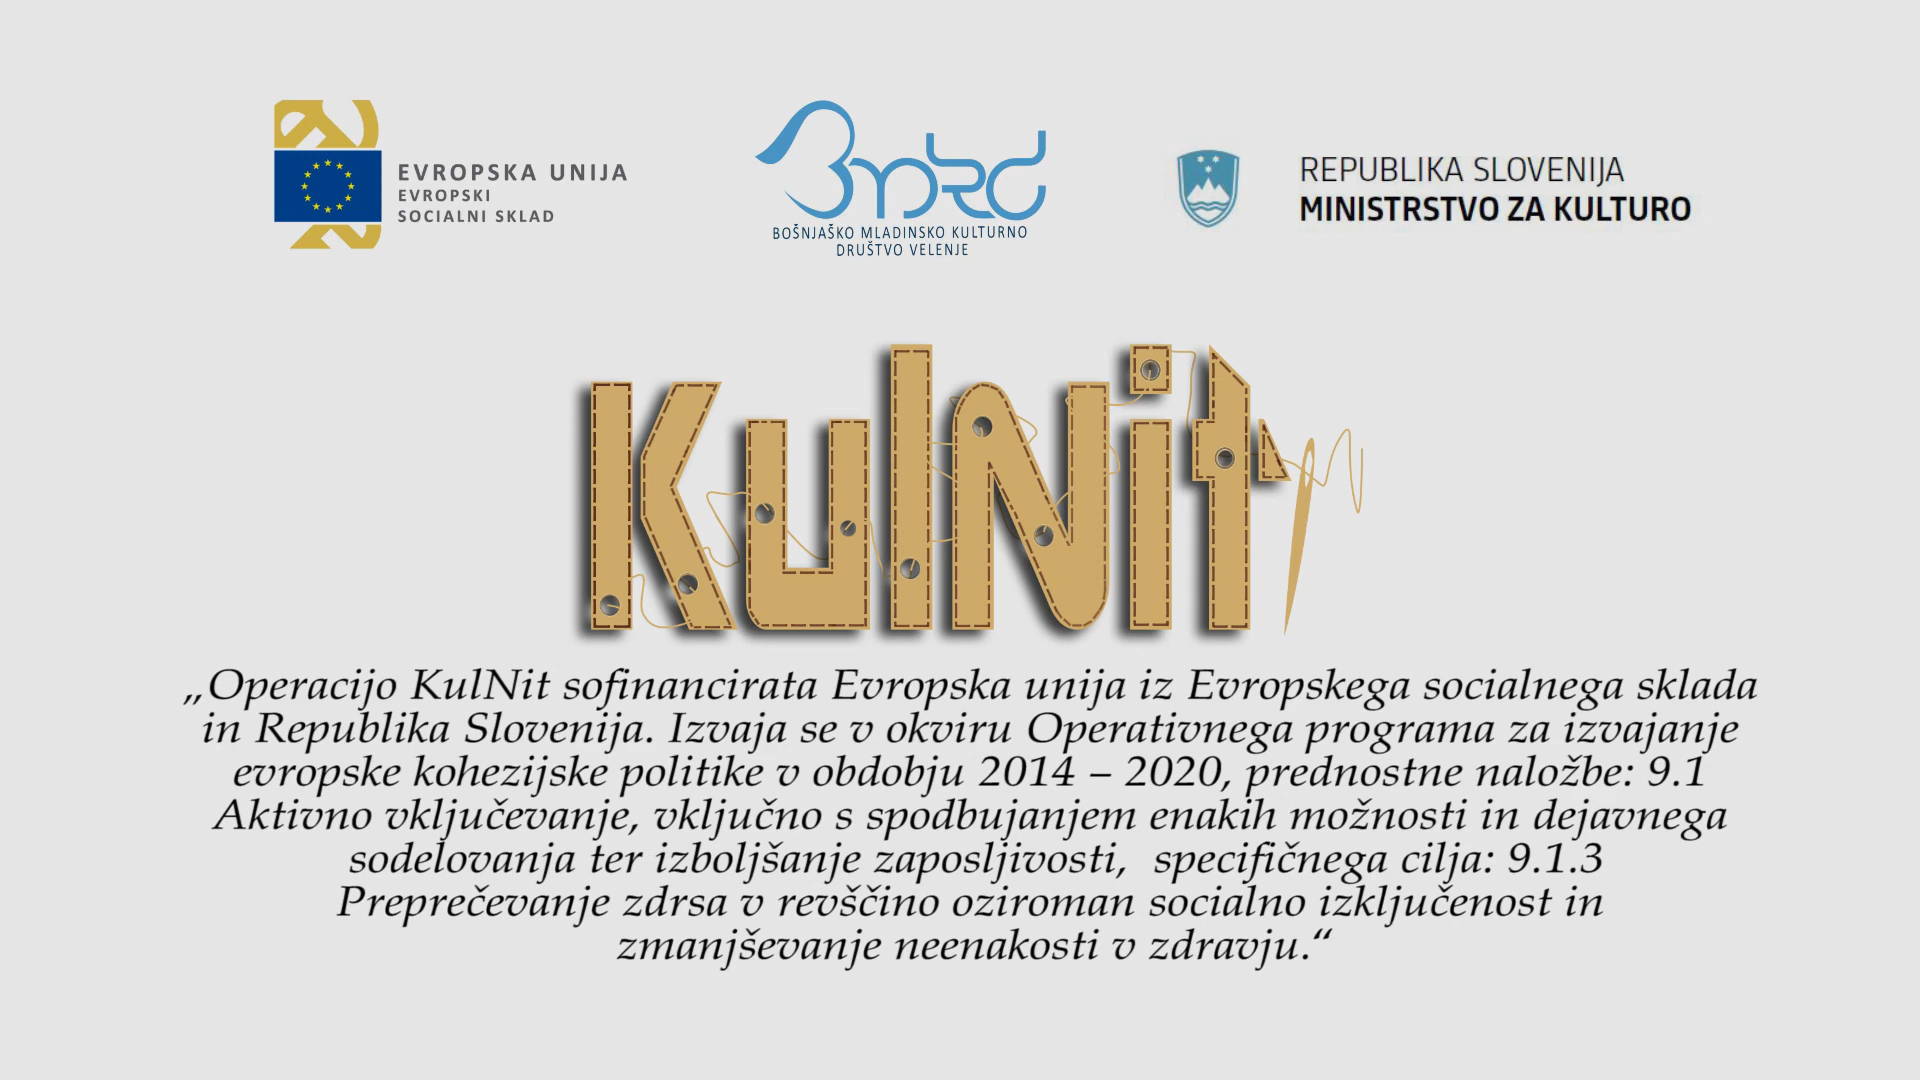 EVROPSKA UNIJA
EVROPSKI
SOCIALNI SKLAD
BMKD
BOŠNJAŠKO MLADINSKO KULTURNO
DRUŠTVO VELENJE
REPUBLIKA SLOVENIJA
MINISTRSTVO ZA KULTURO
KulNit
„Operacijo KulNit sofinancirata Evropska unija iz Evropskega socialnega sklada
in Republika Slovenija. Izvaja se v okviru Operativnega programa za izvajanje
evropske kohezijske politike v obdobju 2014 – 2020, prednostne naložbe: 9.1
Aktivno vključevanje, vključno s spodbujanjem enakih možnosti in dejavnega
sodelovanja ter izboljšanje zaposljivosti,  specifičnega cilja: 9.1.3
Preprečevanje zdrsa v revščino oziroman socialno izključenost in
zmanjševanje neenakosti v zdravju.“